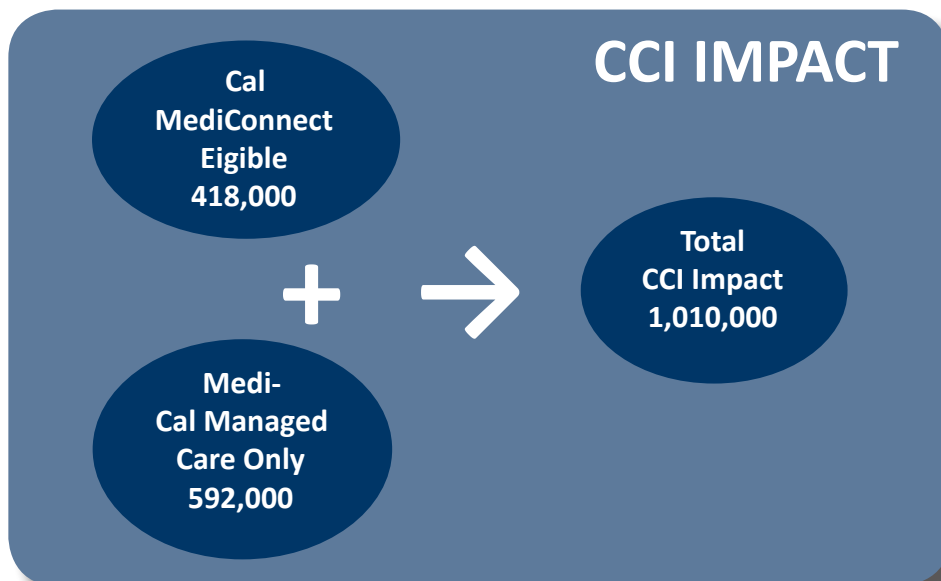 CCI IMPACT
Cal
MediConnect
Eigible
418,000
+
Medi-
Cal Managed
Care Only
592,000
Total
CCI Impact
1,010,000